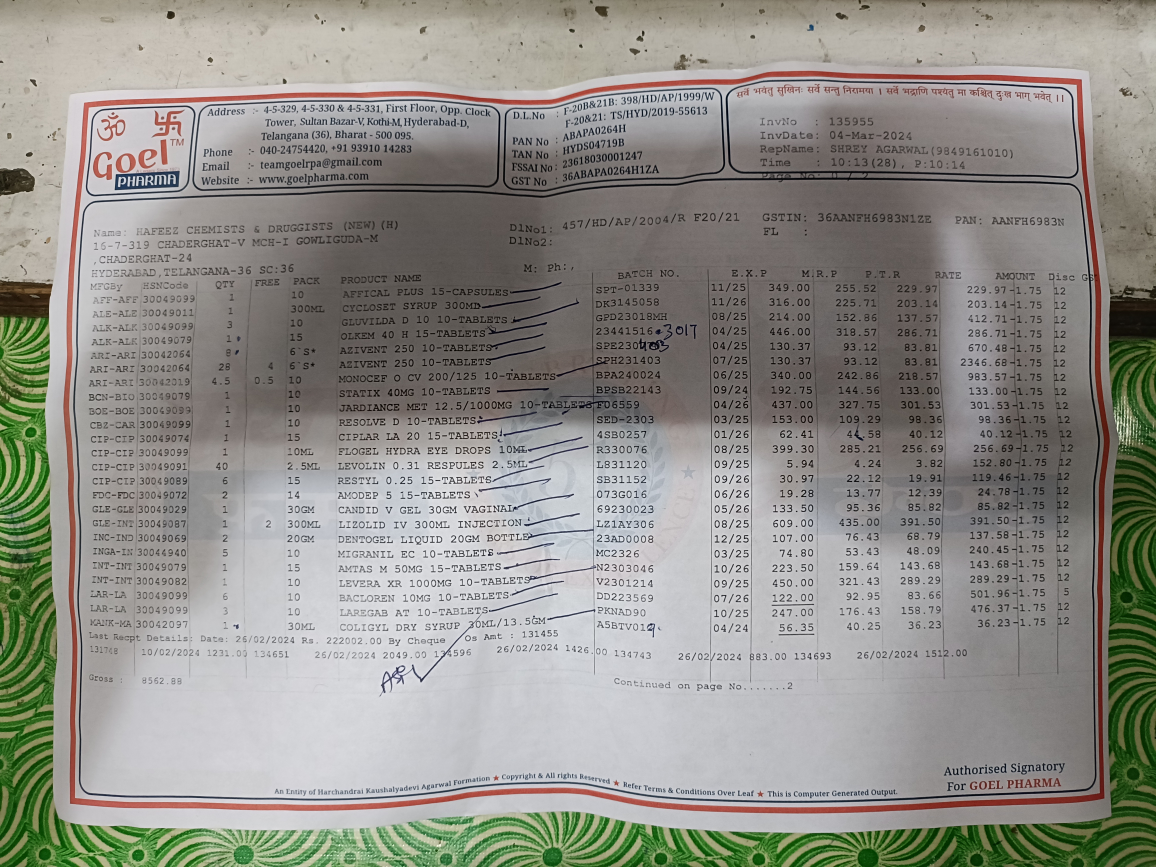 ॐ 卐
Goel TM
PHARMA
Address :- 4-5-329, 4-5-330 & 4-5-331, First Floor, Opp. Clock
Tower, Sultan Bazar-V, Kothi-M, Hyderabad-D,
Telangana (36), Bharat - 500 095.
Phone :- 040-24754420, +91 93910 14283
Email :- teamgoelrpa@gmail.com
Website :- www.goelpharma.com
D.L.No : F-20B&21B: 398/HD/AP/1999/W
F-20&21: TS/HYD/2019-55613
PAN No : ABAPA0264H
TAN No : HYDS04719B
FSSAI No : 23618030001247
GST No : 36ABAPA0264H1ZA
सर्वे भवंतु सुखिनः सर्वे सन्तु निरामया । सर्वे भद्राणि पश्यंतु मा कश्चित् दुःख भाग् भवेत् ।।
InvNo : 135955
InvDate: 04-Mar-2024
RepName: SHREY AGARWAL(9849161010)
Time : 10:13(28), P:10:14
Page No: / 2
Name: HAFEEZ CHEMISTS & DRUGGISTS (NEW)(H)
16-7-319 CHADERGHAT-V MCH-I GOWLIGUDA-M
,CHADERGHAT-24
HYDERABAD,TELANGANA-36 SC:36
DlNo1: 457/HD/AP/2004/R F20/21
DlNo2:
M: Ph:,
GSTIN: 36AANFH6983N1ZE PAN: AANFH6983N
FL :
MFGBy HSNCode QTY FREE PACK PRODUCT NAME BATCH NO. E.X.P M.R.P P.T.R RATE AMOUNT Disc GS
AFF-AFF 30049099 1 10 AFFICAL PLUS 15-CAPSULES SPT-01339 11/25 349.00 255.52 229.97 229.97-1.75 12
ALE-ALE 30049011 1 300ML CYCLOSET SYRUP 300MD DK3145058 11/26 316.00 225.71 203.14 203.14-1.75 12
ALK-ALK 30049099 3 10 GLUVILDA D 10 10-TABLETS GPD23018MH 08/25 214.00 152.86 137.57 412.71-1.75 12
ALK-ALK 30049079 1 15 OLKEM 40 H 15-TABLETS 23441516 3017 04/25 446.00 318.57 286.71 286.71-1.75 12
ARI-ARI 30042064 8 6`S* AZIVENT 250 10-TABLETS 04/25 130.37 93.12 83.81 670.48-1.75 12
ARI-ARI 30042064 28 4 6`S* AZIVENT 250 10-TABLETS SPH231403 07/25 130.37 93.12 83.81 2346.68-1.75 12
ARI-ARI 30042019 4.5 0.5 10 MONOCEF O CV 200/125 10-TABLETS BPA240024 06/25 340.00 242.86 218.57 983.57-1.75 12
BCN-BIO 30049079 1 10 STATIX 40MG 10-TABLETS BPSB22143 09/24 192.75 144.56 133.00 133.00-1.75 12
BOE-BOE 30049099 1 10 JARDIANCE MET 12.5/1000MG 10-TABLETS F06559 04/26 437.00 327.75 301.53 301.53-1.75 12
CBZ-CAR 30049099 1 10 RESOLVE D 10-TABLETS SED-2303 03/25 153.00 109.29 98.36 98.36-1.75 12
CIP-CIP 30049074 1 15 CIPLAR LA 20 15-TABLETS 4SB0257 01/26 62.41 44.58 40.12 40.12-1.75 12
CIP-CIP 30049099 1 10ML FLOGEL HYDRA EYE DROPS 10ML R330076 08/25 399.30 285.21 256.69 256.69-1.75 12
CIP-CIP 30049091 40 2.5ML LEVOLIN 0.31 RESPULES 2.5ML L831120 09/25 5.94 4.24 3.82 152.80-1.75 12
CIP-CIP 30049089 6 15 RESTYL 0.25 15-TABLETS SB31152 09/26 30.97 22.12 19.91 119.46-1.75 12
FDC-FDC 30049072 2 14 AMODEP 5 15-TABLETS 073G016 06/26 19.28 13.77 12.39 24.78-1.75 12
GLE-GLE 30049029 1 30GM CANDID V GEL 30GM VAGINAL 69230023 05/26 133.50 95.36 85.82 85.82-1.75 12
GLE-INT 30049087 1 2 300ML LIZOLID IV 300ML INJECTION LZ1AY306 08/25 609.00 435.00 391.50 391.50-1.75 12
INC-IND 30049099 2 20GM DENTOGEL LIQUID 20GM BOTTLE 23AD0008 12/25 107.00 76.43 68.79 137.58-1.75 12
INGA-IN 30044940 5 10 MIGRANIL EC 10-TABLETS MC2326 03/25 74.80 53.43 48.09 240.45-1.75 12
INT-INT 30049079 1 15 AMTAS M 50MG 15-TABLETS N2303046 10/26 223.50 159.64 143.68 143.68-1.75 12
INT-INT 30049082 1 10 LEVERA XR 1000MG 10-TABLETS V2301214 09/25 450.00 321.43 289.29 289.29-1.75 12
LAR-LA 30049099 6 10 BACLOREN 10MG 10-TABLETS DD223569 07/26 122.00 92.95 83.66 501.96-1.75 5
LAR-LA 30049099 3 10 LAREGAB AT 10-TABLETS PKNAD90 10/25 247.00 176.43 158.79 476.37-1.75 12
MANK-MA 30042097 1 30ML COLIGYL DRY SYRUP 30ML/13.5GM A5BTV019 04/24 56.35 40.25 36.23 36.23-1.75 12
Last Recpt Details: Date: 26/02/2024 Rs. 222002.00 By Cheque Os Amt : 131455
131768 10/02/2024 1231.00 134651 26/02/2024 2049.00 134596 26/02/2024 1426.00 134743 26/02/2024 883.00 134693 26/02/2024 1512.00
Gross : 8562.88
Continued on page No.......2
Authorised Signatory
For GOEL PHARMA
An Entity of Harchandrai Kaushalyadevi Agarwal Formation ★ Copyright & All rights Reserved ★ Refer Terms & Conditions Over Leaf ★ This is Computer Generated Output.